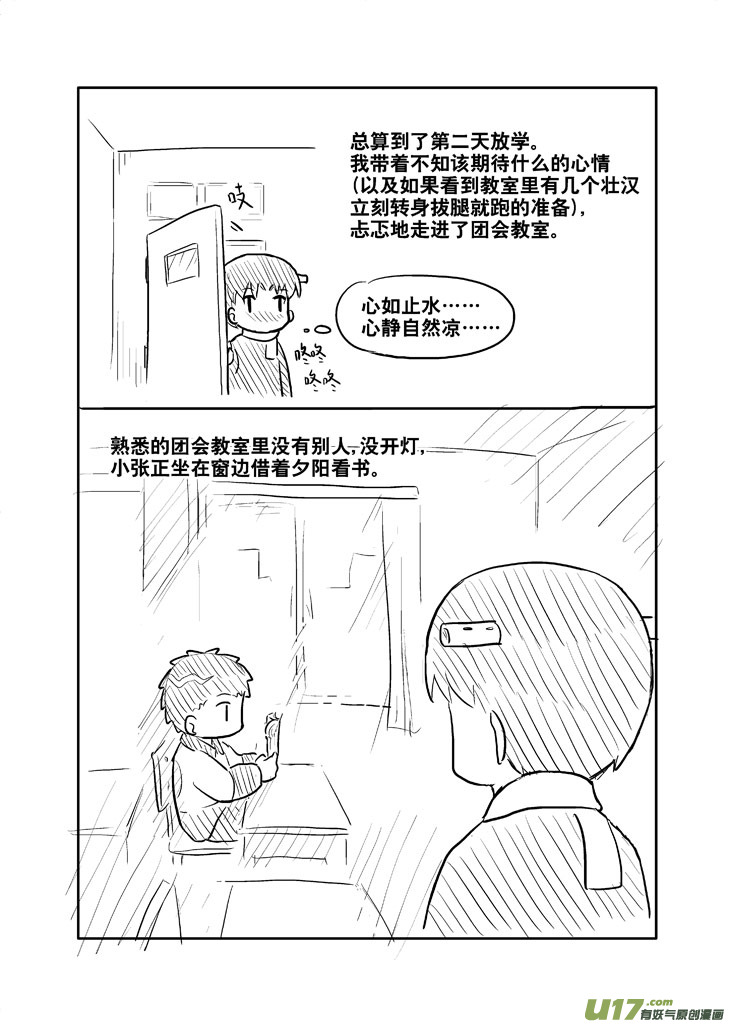 总算到了第二天放学。
我带着不知该期待什么的心情
(以及如果看到教室里有几个壮汉
立刻转身拔腿就跑的准备),
忐忑地走进了团会教室。
吱
心如止水……
心静自然凉……
咚咚
咚咚
熟悉的团会教室里没有别人,没开灯,
小张正坐在窗边借着夕阳看书。
U17.com
有妖气原创漫画